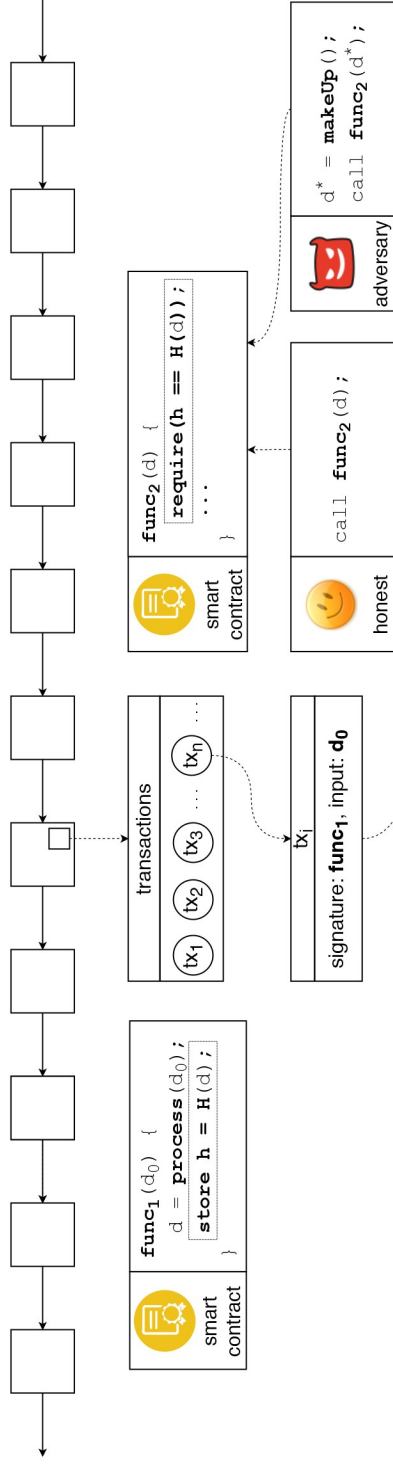 smart
contract
func₁(d₀) {
d = process(d₀);
store h = H(d);
}
transactions
tx₁ tx₂ tx₃ ... txₙ ...
txᵢ
signature: func₁, input: d₀
smart
contract
func₂(d) {
require(h == H(d));
...
}
honest
call func₂(d);
adversary
d* = makeUp();
call func₂(d*);